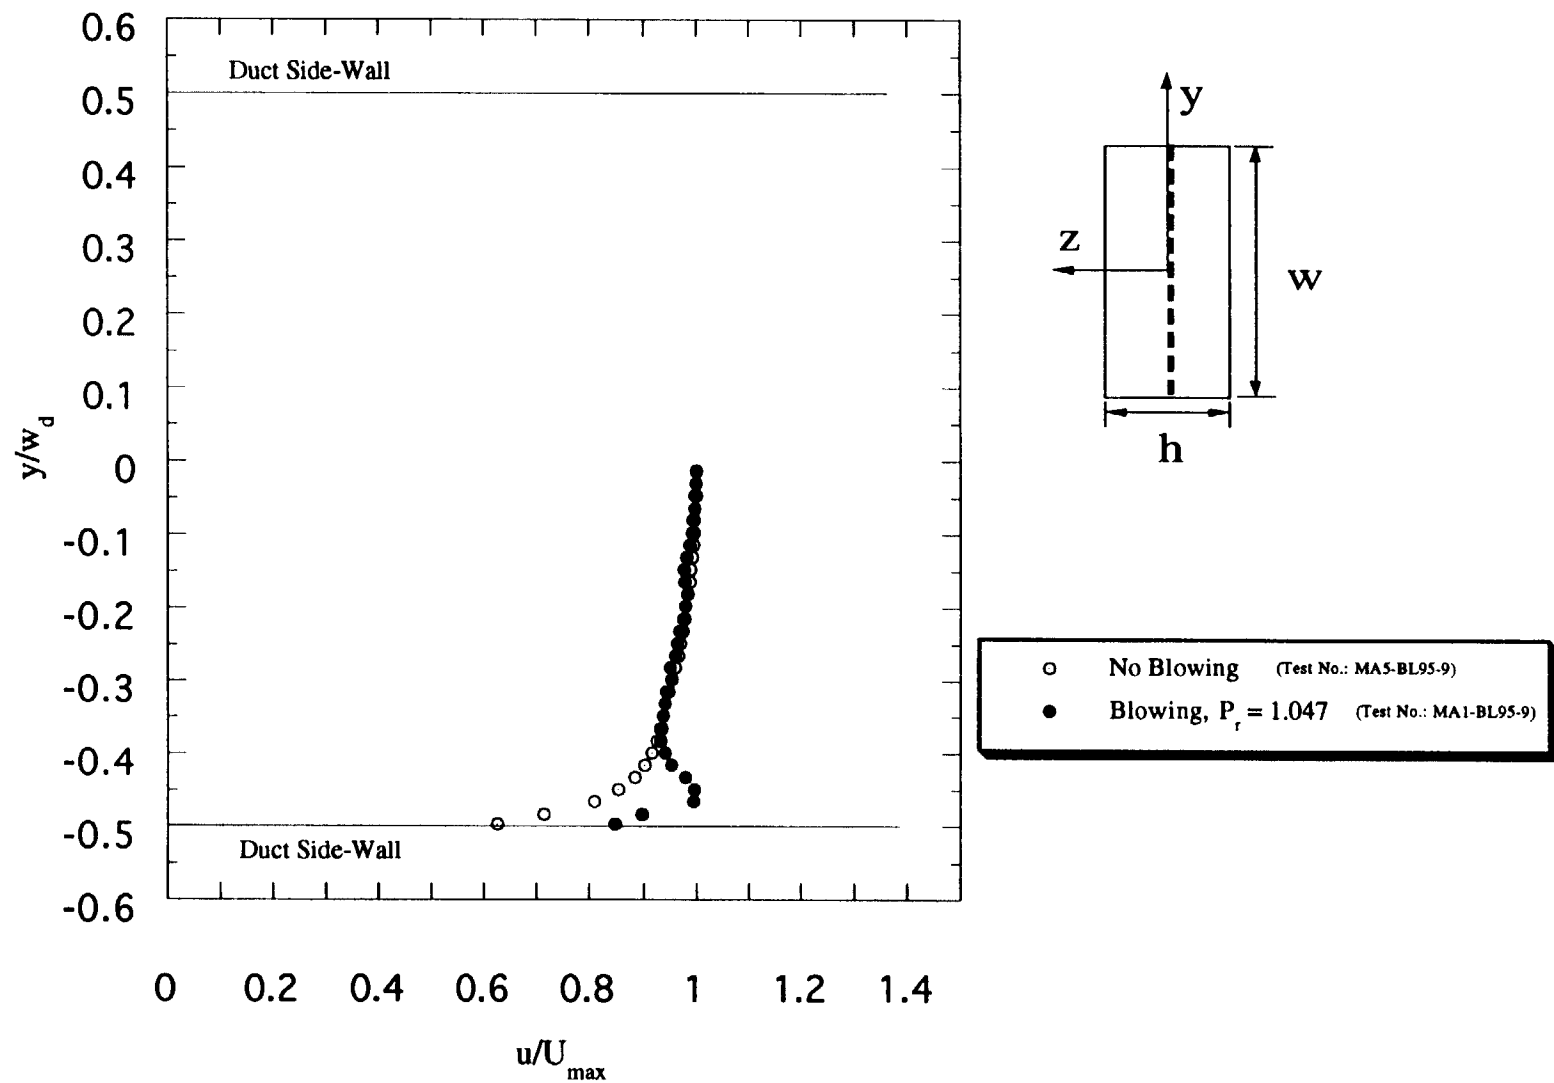 0.6
Duct Side-Wall
0.5
0.4
0.3
0.2
0.1
0
-0.1
-0.2
-0.3
-0.4
-0.5
Duct Side-Wall
-0.6
y/w_d
0 0.2 0.4 0.6 0.8 1 1.2 1.4
u/U_max
y
z
w
h
No Blowing (Test No.: MA5-BL95-9)
Blowing, P_r = 1.047 (Test No.: MA1-BL95-9)